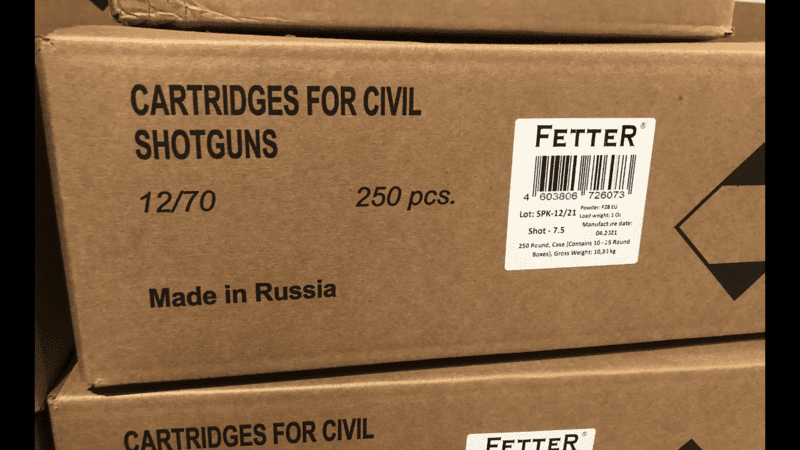 CARTRIDGES FOR CIVIL
SHOTGUNS
12/70
250 pcs.
Made in Russia
FETTER®
4 603806 726073
Lot: SPK-12/21
Powder: F2B EU
Load weight: 1 Oz
Shot - 7.5
Manufacture date:
04.2021
250 Round, Case (Contains 10 - 25 Round
Boxes), Gross Weight: 10,30 kg
CARTRIDGES FOR CIVIL
FETTER®